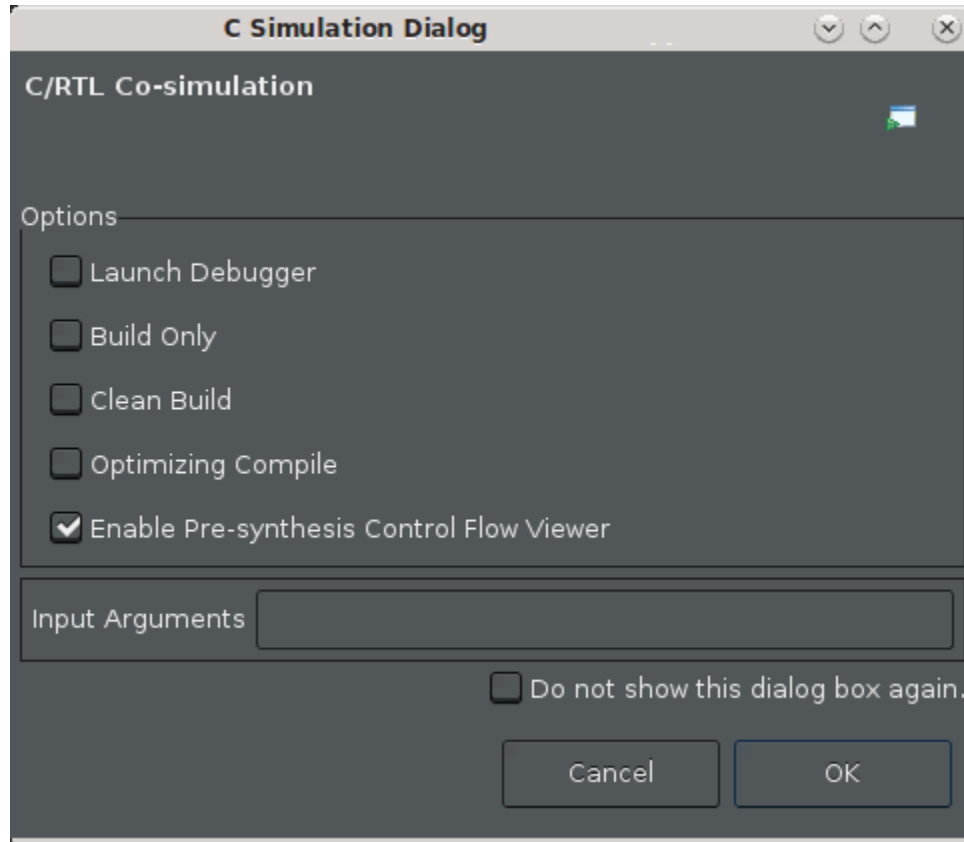 C Simulation Dialog
C/RTL Co-simulation
Options
Launch Debugger
Build Only
Clean Build
Optimizing Compile
Enable Pre-synthesis Control Flow Viewer
Input Arguments
Do not show this dialog box again.
Cancel OK